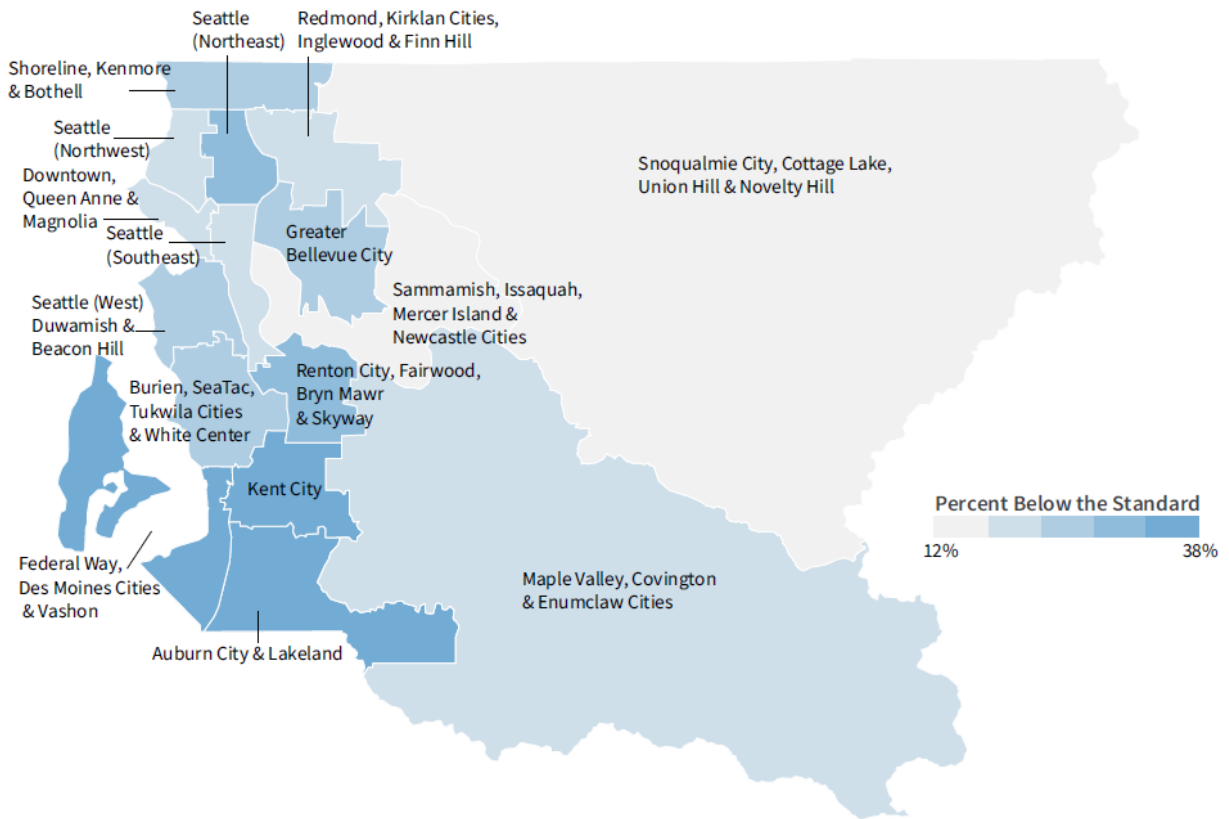 Seattle
(Northeast)
Redmond, Kirklan Cities,
Inglewood & Finn Hill
Shoreline, Kenmore
& Bothell
Seattle
(Northwest)
Downtown,
Queen Anne &
Magnolia
Seattle
(Southeast)
Snoqualmie City, Cottage Lake,
Union Hill & Novelty Hill
Greater
Bellevue City
Sammamish, Issaquah,
Mercer Island &
Newcastle Cities
Seattle (West)
Duwamish &
Beacon Hill
Burien, SeaTac,
Tukwila Cities
& White Center
Renton City, Fairwood,
Bryn Mawr
& Skyway
Kent City
Percent Below the Standard
12%
38%
Federal Way,
Des Moines Cities
& Vashon
Maple Valley, Covington
& Enumclaw Cities
Auburn City & Lakeland